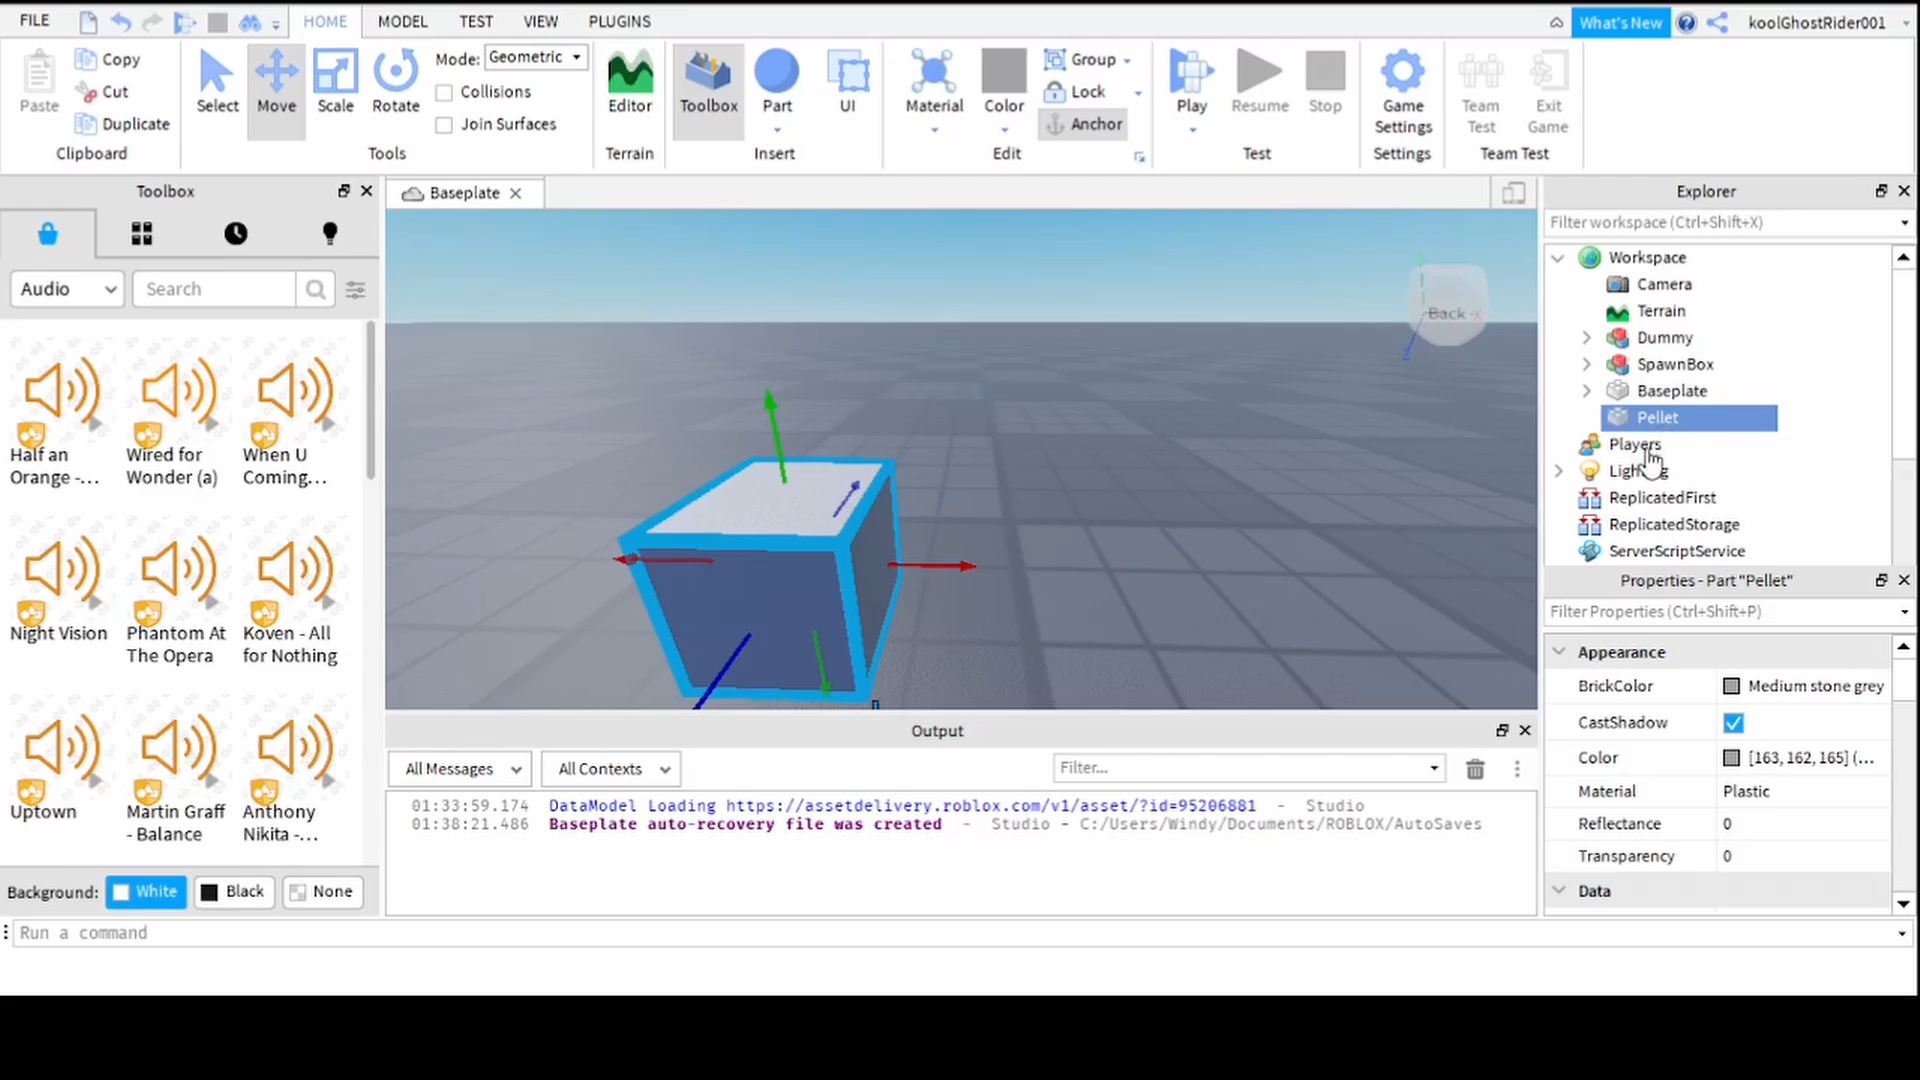 FILE HOME MODEL TEST VIEW PLUGINS What's New koolGhostRider001
Paste Copy Cut Duplicate
Clipboard
Select Move Scale Rotate
Mode: Geometric
Collisions
Join Surfaces
Tools
Editor
Terrain
Toolbox Part UI
Insert
Material Color Group Lock Anchor
Edit
Play Resume Stop
Test
Game Settings
Settings
Team Test Exit Game
Team Test
Toolbox
Audio Search
Half an Orange -...
Wired for Wonder (a)
When U Coming...
Night Vision
Phantom At The Opera
Koven - All for Nothing
Uptown
Martin Graff - Balance
Anthony Nikita -...
Background: White Black None
Baseplate
Back
X
Z
Output
All Messages All Contexts Filter...
01:33:59.174 DataModel Loading https://assetdelivery.roblox.com/v1/asset/?id=95206881 - Studio
01:38:21.486 Baseplate auto-recovery file was created - Studio - C:/Users/Windy/Documents/ROBLOX/AutoSaves
Explorer
Filter workspace (Ctrl+Shift+X)
Workspace
Camera
Terrain
Dummy
SpawnBox
Baseplate
Pellet
Players
Lighting
ReplicatedFirst
ReplicatedStorage
ServerScriptService
Properties - Part "Pellet"
Filter Properties (Ctrl+Shift+P)
Appearance
BrickColor Medium stone grey
CastShadow
Color [163, 162, 165] (...
Material Plastic
Reflectance 0
Transparency 0
Data
Run a command